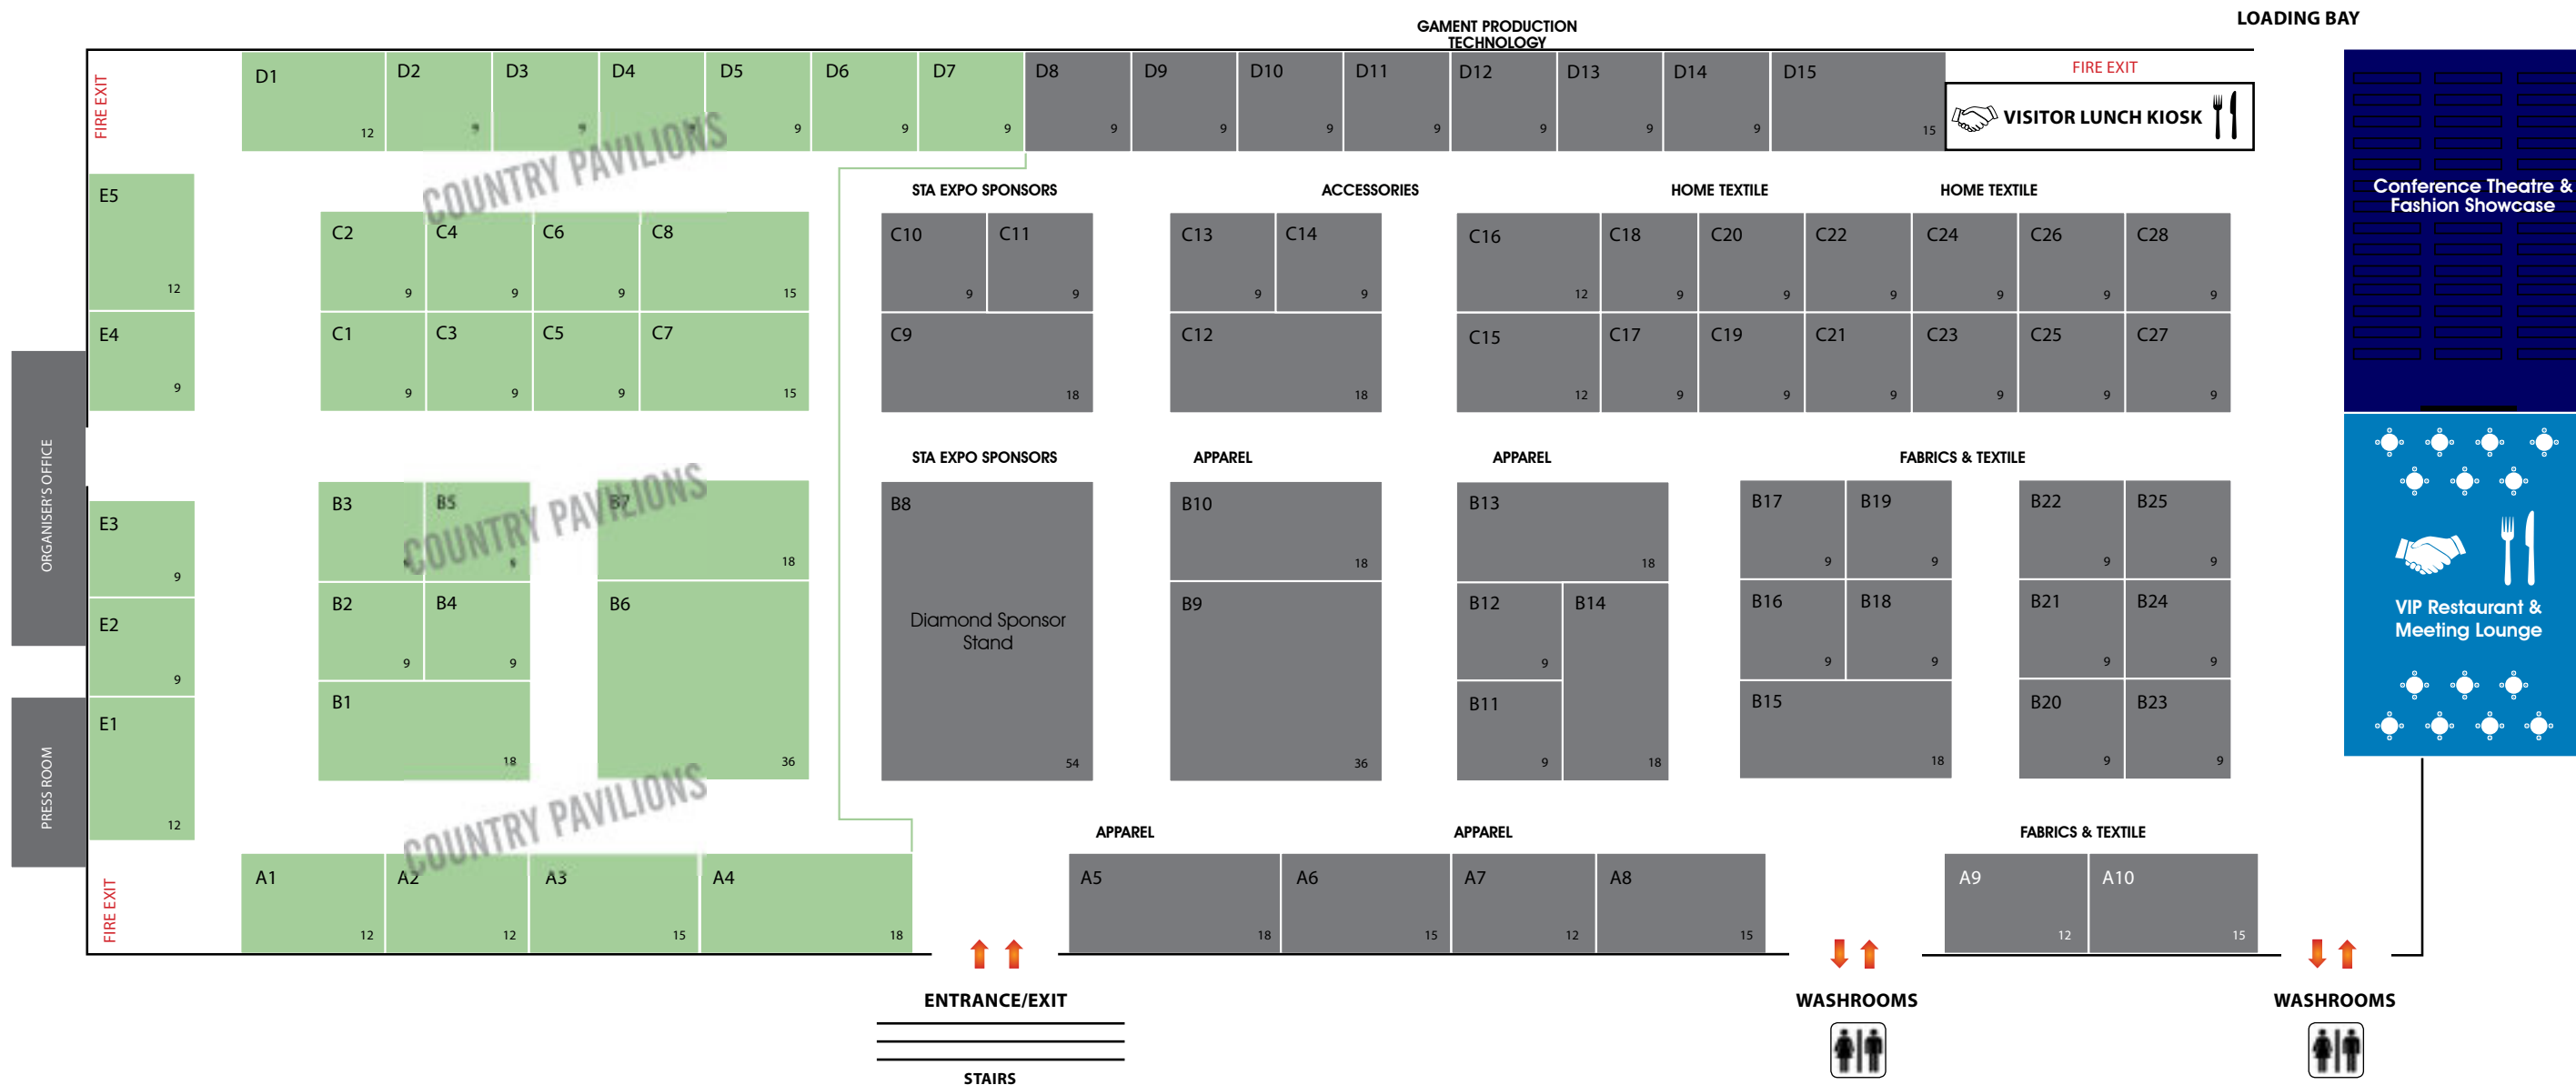 LOADING BAY
GAMENT PRODUCTION
TECHNOLOGY
FIRE EXIT
D1 12
D2 9
D3 9
D4
D5 9
D6 9
D7 9
D8 9
D9 9
D10 9
D11 9
D12 9
D13 9
D14 9
D15 15
FIRE EXIT
VISITOR LUNCH KIOSK
COUNTRY PAVILIONS
STA EXPO SPONSORS
ACCESSORIES
HOME TEXTILE
HOME TEXTILE
Conference Theatre &
Fashion Showcase
E5 12
E4 9
C2 9
C4 9
C6 9
C8 15
C10 9
C11 9
C13 9
C14 9
C16 12
C18 9
C20 9
C22 9
C24 9
C26 9
C28 9
C1 9
C3 9
C5 9
C7 15
C9 18
C12 18
C15 12
C17 9
C19 9
C21 9
C23 9
C25 9
C27 9
ORGANISER'S OFFICE
STA EXPO SPONSORS
APPAREL
APPAREL
FABRICS & TEXTILE
COUNTRY PAVILIONS
E3 9
E2 9
E1 12
B3 9
B5 9
B7 18
B2 9
B4 9
B6 36
B1 18
B8
Diamond Sponsor
Stand
54
B10 18
B9 36
B13 18
B12 9
B14 18
B11 9
B17 9
B19 9
B16 9
B18 9
B15 18
B22 9
B25 9
B21 9
B24 9
B20 9
B23 9
VIP Restaurant &
Meeting Lounge
PRESS ROOM
COUNTRY PAVILIONS
APPAREL
APPAREL
FABRICS & TEXTILE
FIRE EXIT
A1 12
A2 12
A3 15
A4 18
A5 18
A6 15
A7 12
A8 15
A9 12
A10 15
ENTRANCE/EXIT
WASHROOMS
WASHROOMS
STAIRS